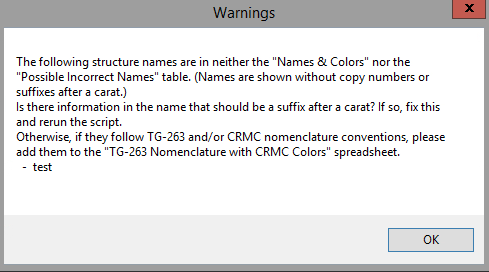 Warnings
x
The following structure names are in neither the "Names & Colors" nor the
"Possible Incorrect Names" table. (Names are shown without copy numbers or
suffixes after a carat.)
Is there information in the name that should be a suffix after a carat? If so, fix this
and rerun the script.
Otherwise, if they follow TG-263 and/or CRMC nomenclature conventions, please
add them to the "TG-263 Nomenclature with CRMC Colors" spreadsheet.
- test
OK